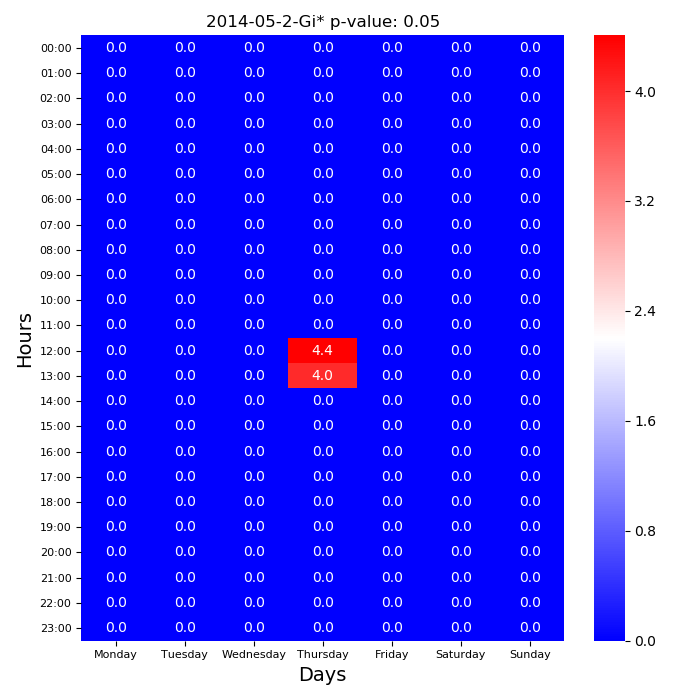 2014-05-2-Gi* p-value: 0.05
00:00 0.0 0.0 0.0 0.0 0.0 0.0 0.0
01:00 0.0 0.0 0.0 0.0 0.0 0.0 0.0
02:00 0.0 0.0 0.0 0.0 0.0 0.0 0.0
03:00 0.0 0.0 0.0 0.0 0.0 0.0 0.0
04:00 0.0 0.0 0.0 0.0 0.0 0.0 0.0
05:00 0.0 0.0 0.0 0.0 0.0 0.0 0.0
06:00 0.0 0.0 0.0 0.0 0.0 0.0 0.0
07:00 0.0 0.0 0.0 0.0 0.0 0.0 0.0
08:00 0.0 0.0 0.0 0.0 0.0 0.0 0.0
09:00 0.0 0.0 0.0 0.0 0.0 0.0 0.0
10:00 0.0 0.0 0.0 0.0 0.0 0.0 0.0
11:00 0.0 0.0 0.0 0.0 0.0 0.0 0.0
12:00 0.0 0.0 0.0 4.4 0.0 0.0 0.0
13:00 0.0 0.0 0.0 4.0 0.0 0.0 0.0
14:00 0.0 0.0 0.0 0.0 0.0 0.0 0.0
15:00 0.0 0.0 0.0 0.0 0.0 0.0 0.0
16:00 0.0 0.0 0.0 0.0 0.0 0.0 0.0
17:00 0.0 0.0 0.0 0.0 0.0 0.0 0.0
18:00 0.0 0.0 0.0 0.0 0.0 0.0 0.0
19:00 0.0 0.0 0.0 0.0 0.0 0.0 0.0
20:00 0.0 0.0 0.0 0.0 0.0 0.0 0.0
21:00 0.0 0.0 0.0 0.0 0.0 0.0 0.0
22:00 0.0 0.0 0.0 0.0 0.0 0.0 0.0
23:00 0.0 0.0 0.0 0.0 0.0 0.0 0.0
Monday Tuesday Wednesday Thursday Friday Saturday Sunday
Days
Hours
4.0
3.2
2.4
1.6
0.8
0.0